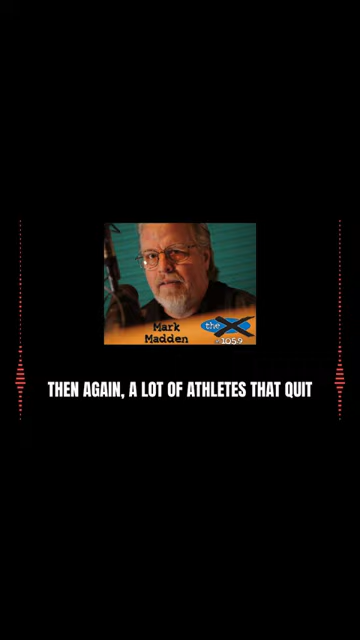 Mark
Madden
the X
@105.9
THEN AGAIN, A LOT OF ATHLETES THAT QUIT